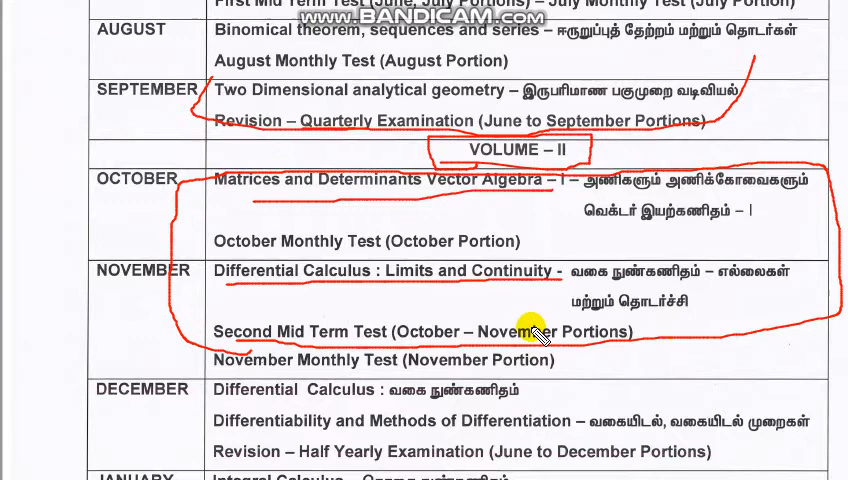 First Mid Term Test (June, July Portions) – July Monthly Test (July Portion)
www.BANDICAM.com
AUGUST
Binomial theorem, sequences and series – ஈருறுப்புத் தேற்றம் மற்றும் தொடர்கள்
August Monthly Test (August Portion)
SEPTEMBER
Two Dimensional analytical geometry – இருபரிமாண பகுமுறை வடிவியல்
Revision – Quarterly Examination (June to September Portions)
VOLUME – II
OCTOBER
Matrices and Determinants Vector Algebra – I – அணிகளும் அணிக்கோவைகளும்
வெக்டர் இயற்கணிதம் – I
October Monthly Test (October Portion)
NOVEMBER
Differential Calculus : Limits and Continuity - வகை நுண்கணிதம் – எல்லைகள்
மற்றும் தொடர்ச்சி
Second Mid Term Test (October – November Portions)
November Monthly Test (November Portion)
DECEMBER
Differential Calculus : வகை நுண்கணிதம்
Differentiability and Methods of Differentiation – வகையிடல், வகையிடல் முறைகள்
Revision – Half Yearly Examination (June to December Portions)
JANUARY
Integral Calculus – தொகை நுண்கணிதம்